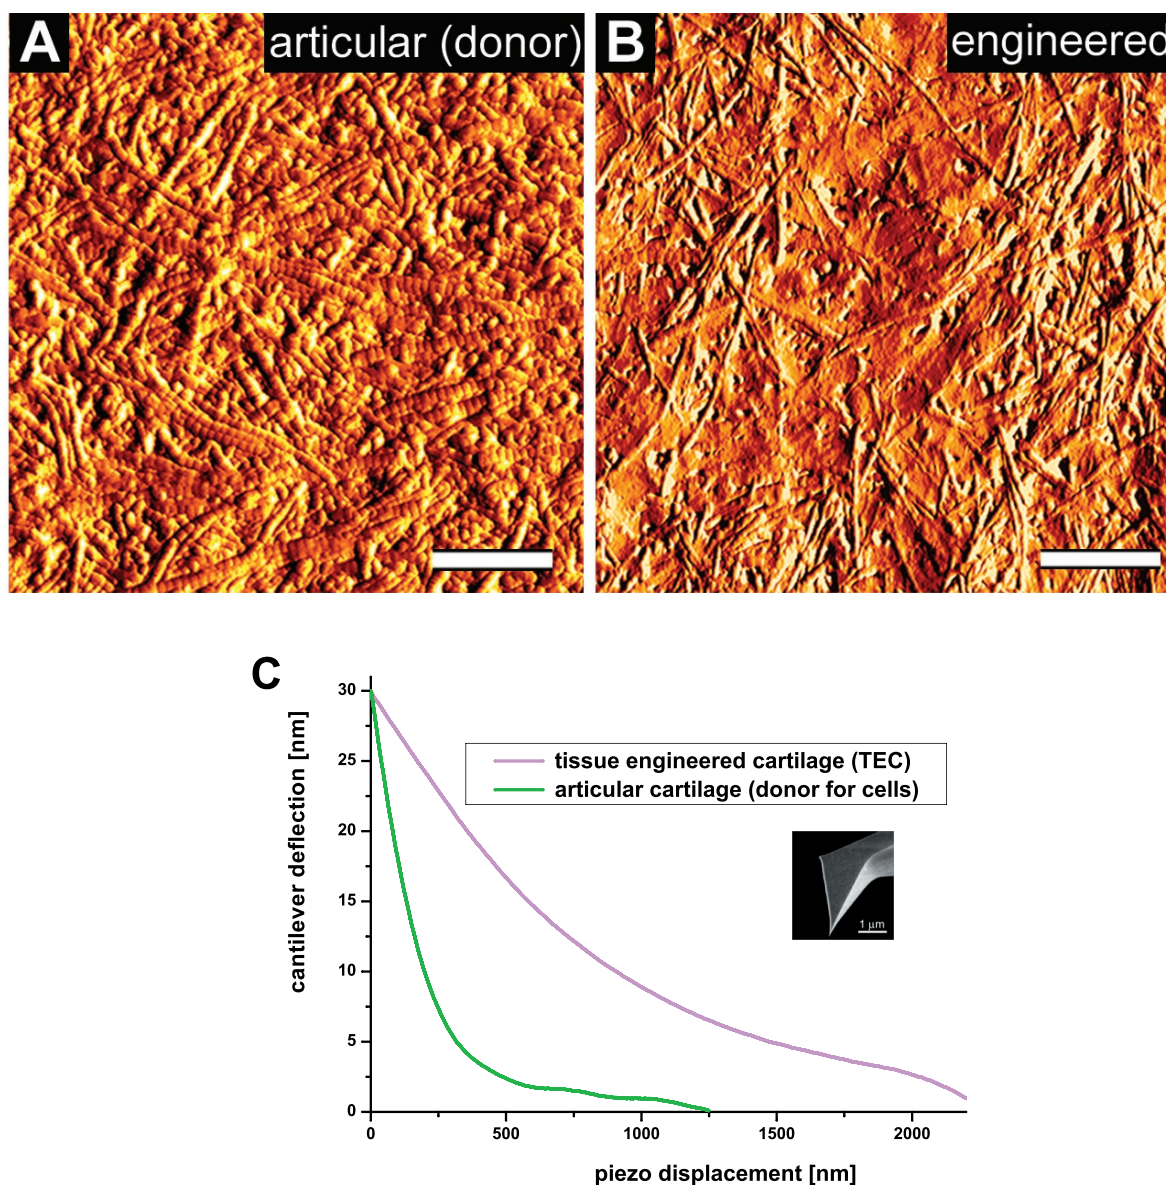 A
articular (donor)
B
engineered
C
cantilever deflection [nm]
30
25
20
15
10
5
0
tissue engineered cartilage (TEC)
articular cartilage (donor for cells)
1 μm
0
500
1000
1500
2000
piezo displacement [nm]